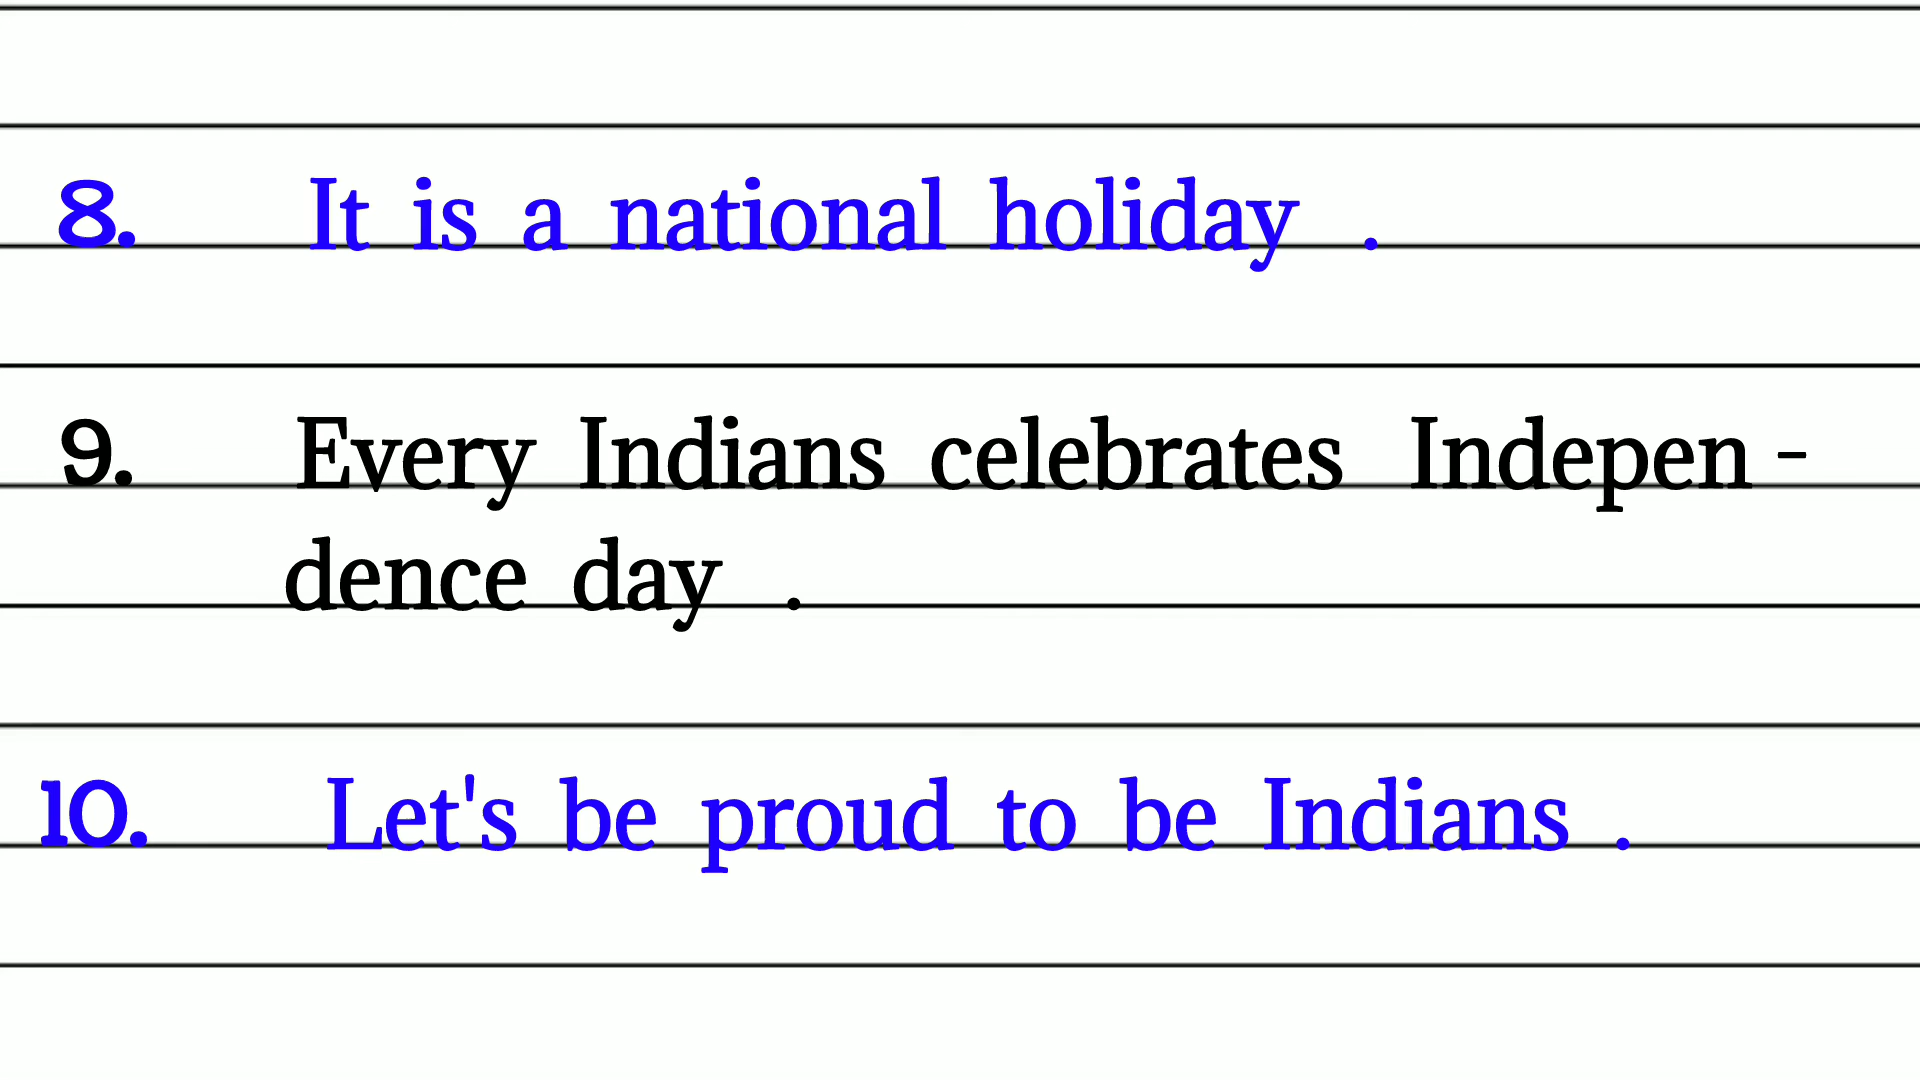 8. It is a national holiday .
9. Every Indians celebrates Indepen -
dence day .
10. Let's be proud to be Indians .